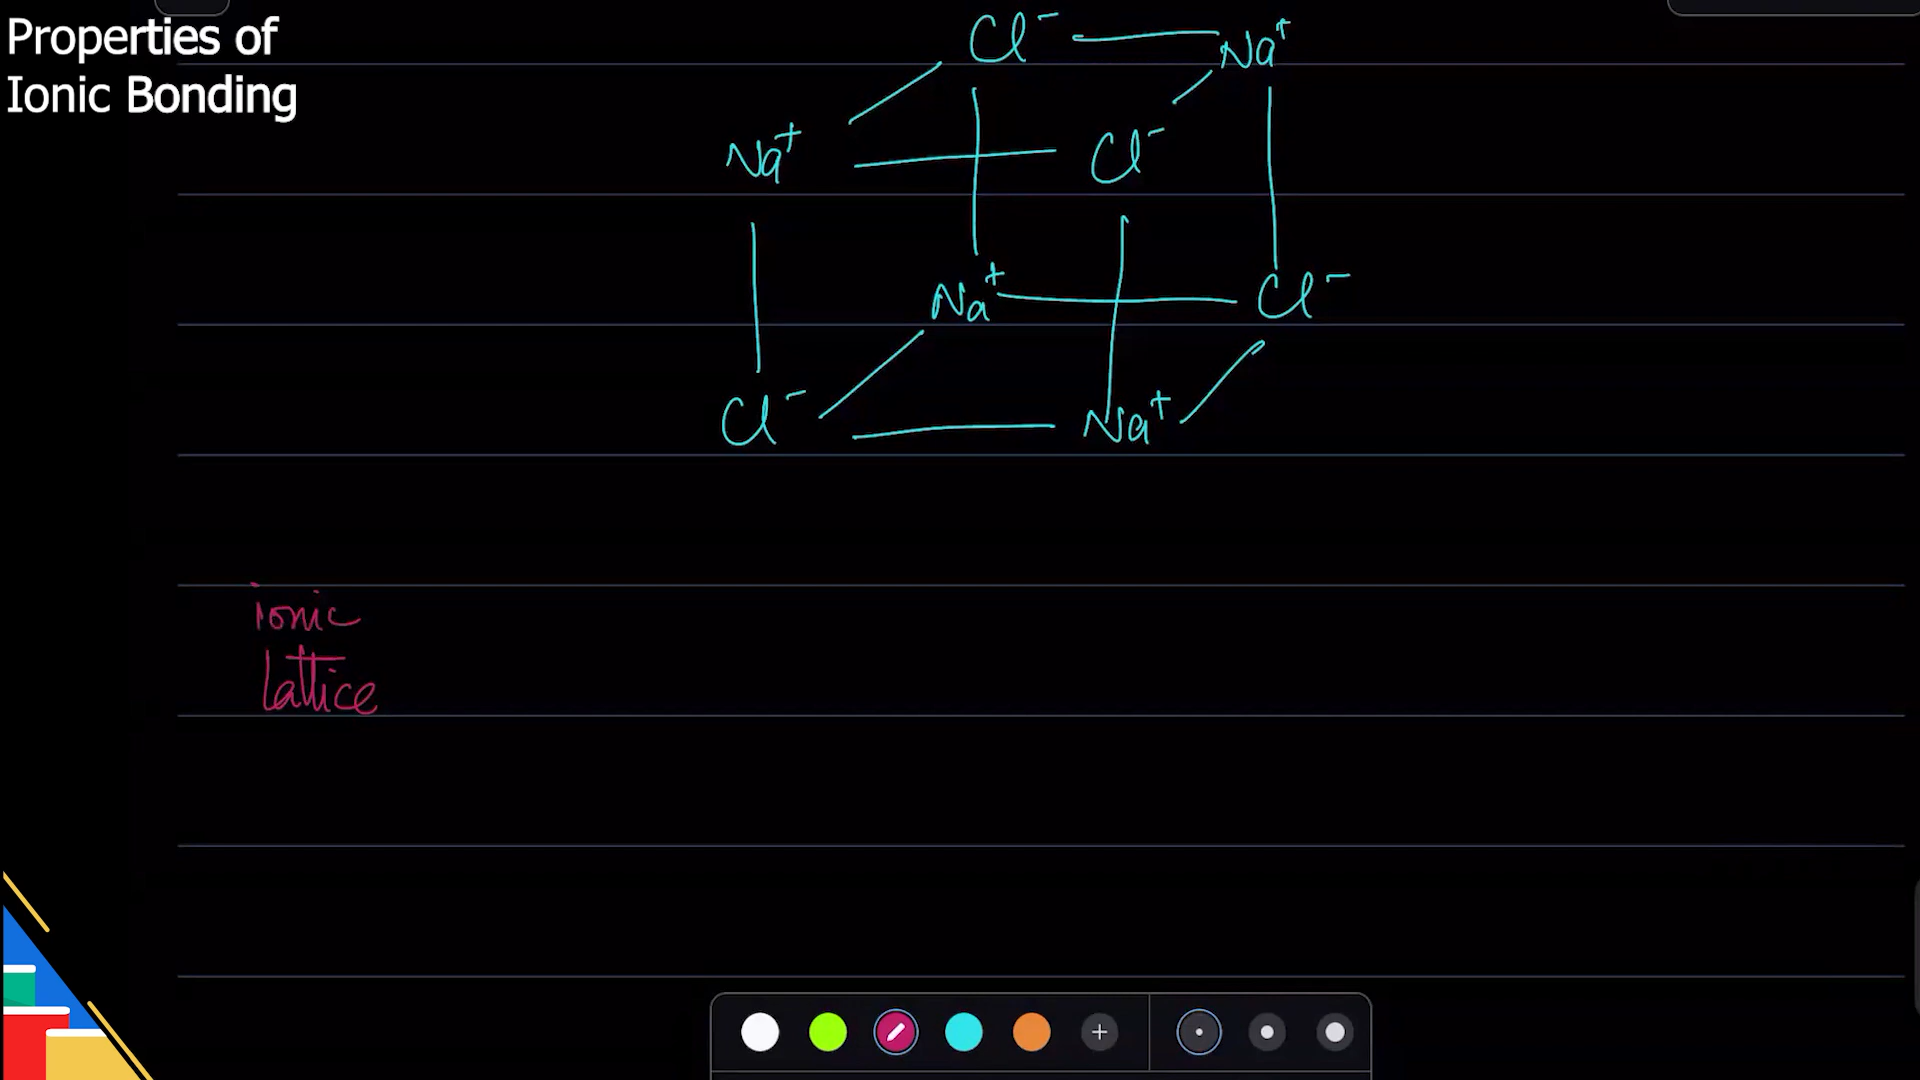 Properties of
Ionic Bonding
Cl⁻ Na⁺
Na⁺ Cl⁻
Na⁺ Cl⁻
Cl⁻ Na⁺
ionic
lattice